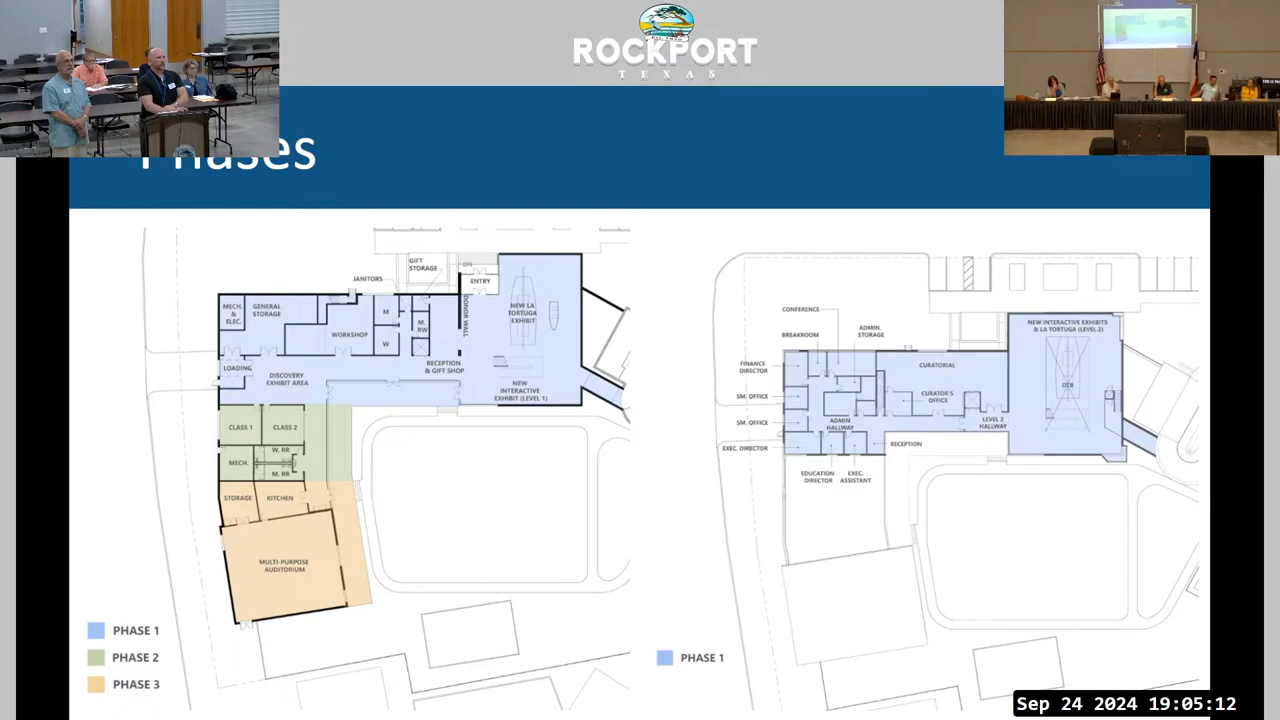 ROCKPORT
TEXAS
Phases
GIFT
STORAGE
JANITORS
ENTRY
MECH.
&
ELEC.
GENERAL
STORAGE
WORKSHOP
M
W
M.
RW
DONOR WALL
NEW LA
TORTUGA
EXHIBIT
LOADING
DISCOVERY
EXHIBIT AREA
RECEPTION
& GIFT SHOP
NEW
INTERACTIVE
EXHIBIT (LEVEL 1)
CLASS 1
CLASS 2
W. RR
MECH.
M. RR
STORAGE
KITCHEN
MULTI-PURPOSE
AUDITORIUM
PHASE 1
PHASE 2
PHASE 3
CONFERENCE
BREAKROOM
ADMIN.
STORAGE
NEW INTERACTIVE EXHIBITS
& LA TORTUGA (LEVEL 2)
FINANCE
DIRECTOR
CURATORIAL
SM. OFFICE
CURATOR'S
OFFICE
OTB
SM. OFFICE
ADMIN
HALLWAY
LEVEL 2
HALLWAY
EXEC. DIRECTOR
RECEPTION
EDUCATION
DIRECTOR
EXEC.
ASSISTANT
PHASE 1
Sep 24 2024 19:05:12